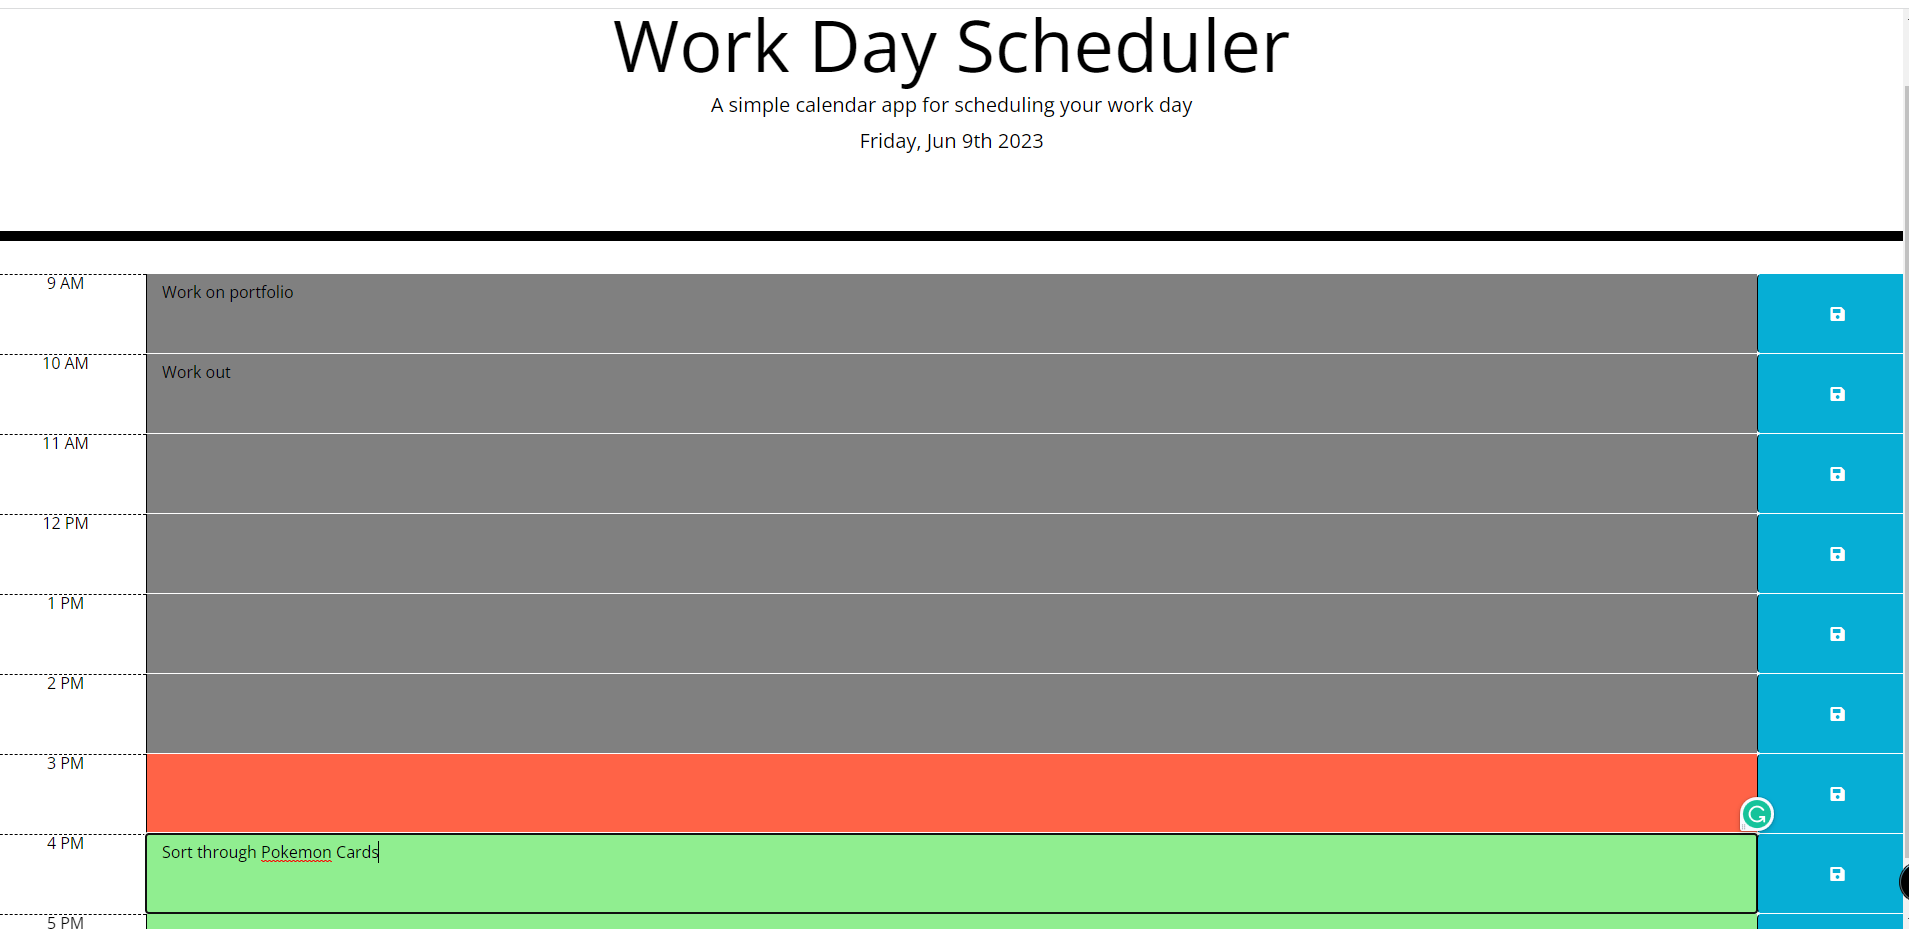 Work Day Scheduler
A simple calendar app for scheduling your work day
Friday, Jun 9th 2023
9 AM
Work on portfolio
10 AM
Work out
11 AM
12 PM
1 PM
2 PM
3 PM
4 PM
Sort through Pokemon Cards
5 PM